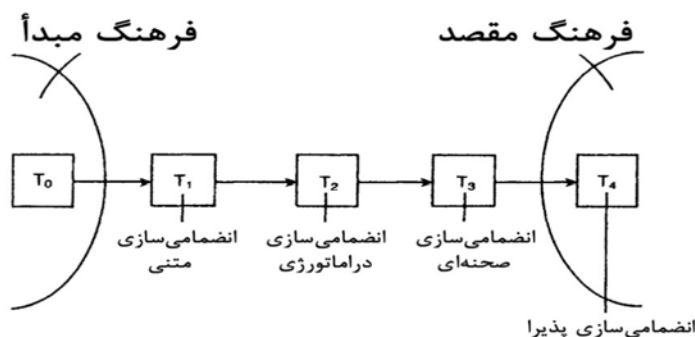 فرهنگ مبدأ
فرهنگ مقصد
T₀
T₁
T₂
T₃
T₄
انضمامی‌سازی
متنی
انضمامی‌سازی
دراماتورژی
انضمامی‌سازی
صحنه‌ای
انضمامی‌سازی پذیرا